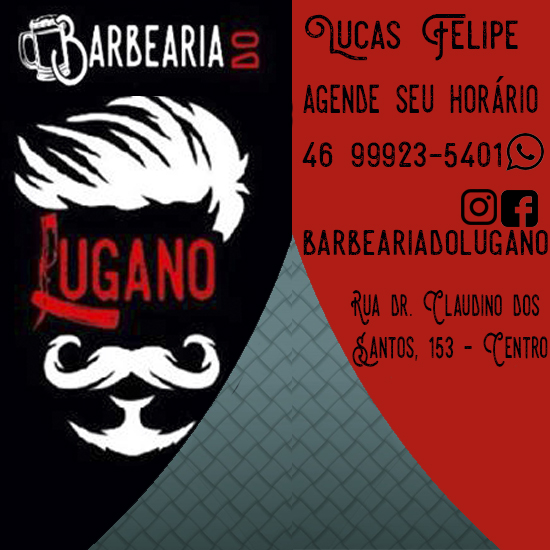 Barbearia
do
Lugano
Lucas Felipe
Agende seu horário
46 99923-5401
barbeariadolugano
Rua Dr. Claudino dos
Santos, 153 - Centro